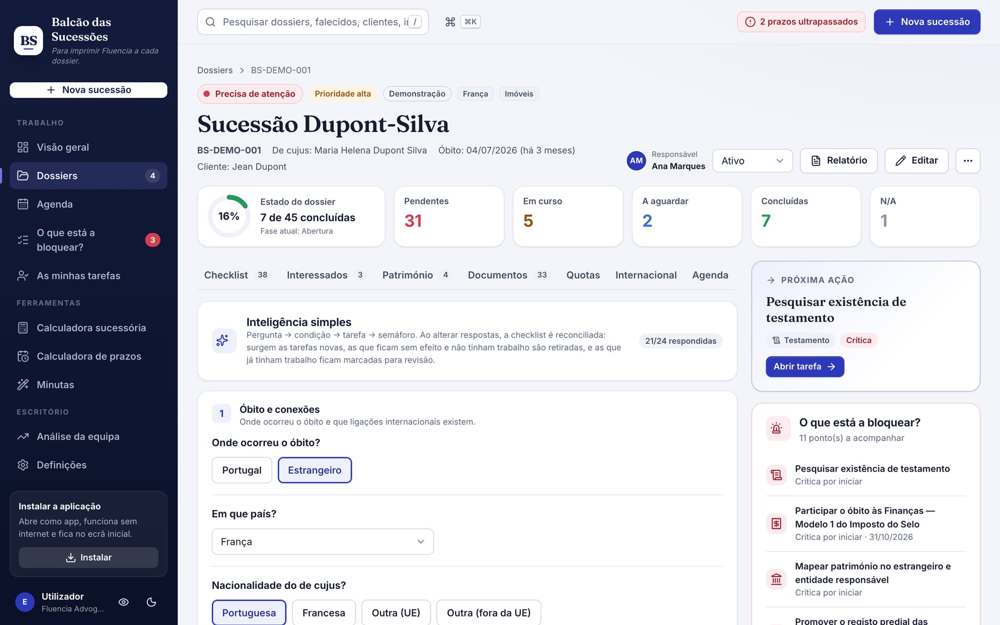 BS
Balcão das
Sucessões
Para imprimir Fluencia a cada
dossier.
+ Nova sucessão
TRABALHO
Visão geral
Dossiers 4
Agenda
O que está a
bloquear? 3
As minhas tarefas
FERRAMENTAS
Calculadora sucessória
Calculadora de prazos
Minutas
ESCRITÓRIO
Análise da equipa
Definições
Instalar a aplicação
Abre como app, funciona sem
internet e fica no ecrã inicial.
Instalar
E
Utilizador
Fluencia Advog...
Pesquisar dossiers, falecidos, clientes, /
⌘ ⌘K
2 prazos ultrapassados
+ Nova sucessão
Dossiers > BS-DEMO-001
Precisa de atenção Prioridade alta Demonstração França Imóveis
Sucessão Dupont-Silva
BS-DEMO-001 De cujus: Maria Helena Dupont Silva Óbito: 04/07/2026 (há 3 meses)
Cliente: Jean Dupont
AM
Responsável
Ana Marques
Ativo
Relatório
Editar
...
16%
Estado do dossier
7 de 45 concluídas
Fase atual: Abertura
Pendentes
31
Em curso
5
A aguardar
2
Concluídas
7
N/A
1
Checklist 38 Interessados 3 Património 4 Documentos 33 Quotas Internacional Agenda
Inteligência simples
Pergunta → condição → tarefa → semáforo. Ao alterar respostas, a checklist é reconciliada:
surgem as tarefas novas, as que ficam sem efeito e não tinham trabalho são retiradas, e as que
já tinham trabalho ficam marcadas para revisão.
21/24 respondidas
1
Óbito e conexões
Onde ocorreu o óbito e que ligações internacionais existem.
Onde ocorreu o óbito?
Portugal Estrangeiro
Em que país?
França
Nacionalidade do de cujus?
Portuguesa Francesa Outra (UE) Outra (fora da UE)
→ PRÓXIMA AÇÃO
Pesquisar existência de
testamento
Testamento Crítica
Abrir tarefa →
O que está a bloquear?
11 ponto(s) a acompanhar
Pesquisar existência de testamento
Crítica por iniciar
Participar o óbito às Finanças —
Modelo 1 do Imposto do Selo
Crítica por iniciar · 31/10/2026
Mapear património no estrangeiro e
entidade responsável
Crítica por iniciar
Promover o registo predial das